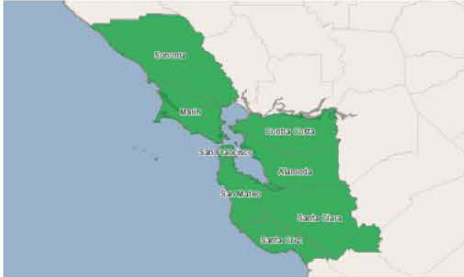 Sonoma
Marin
Contra Costa
San Francisco
Alameda
San Mateo
Santa Clara
Santa Cruz